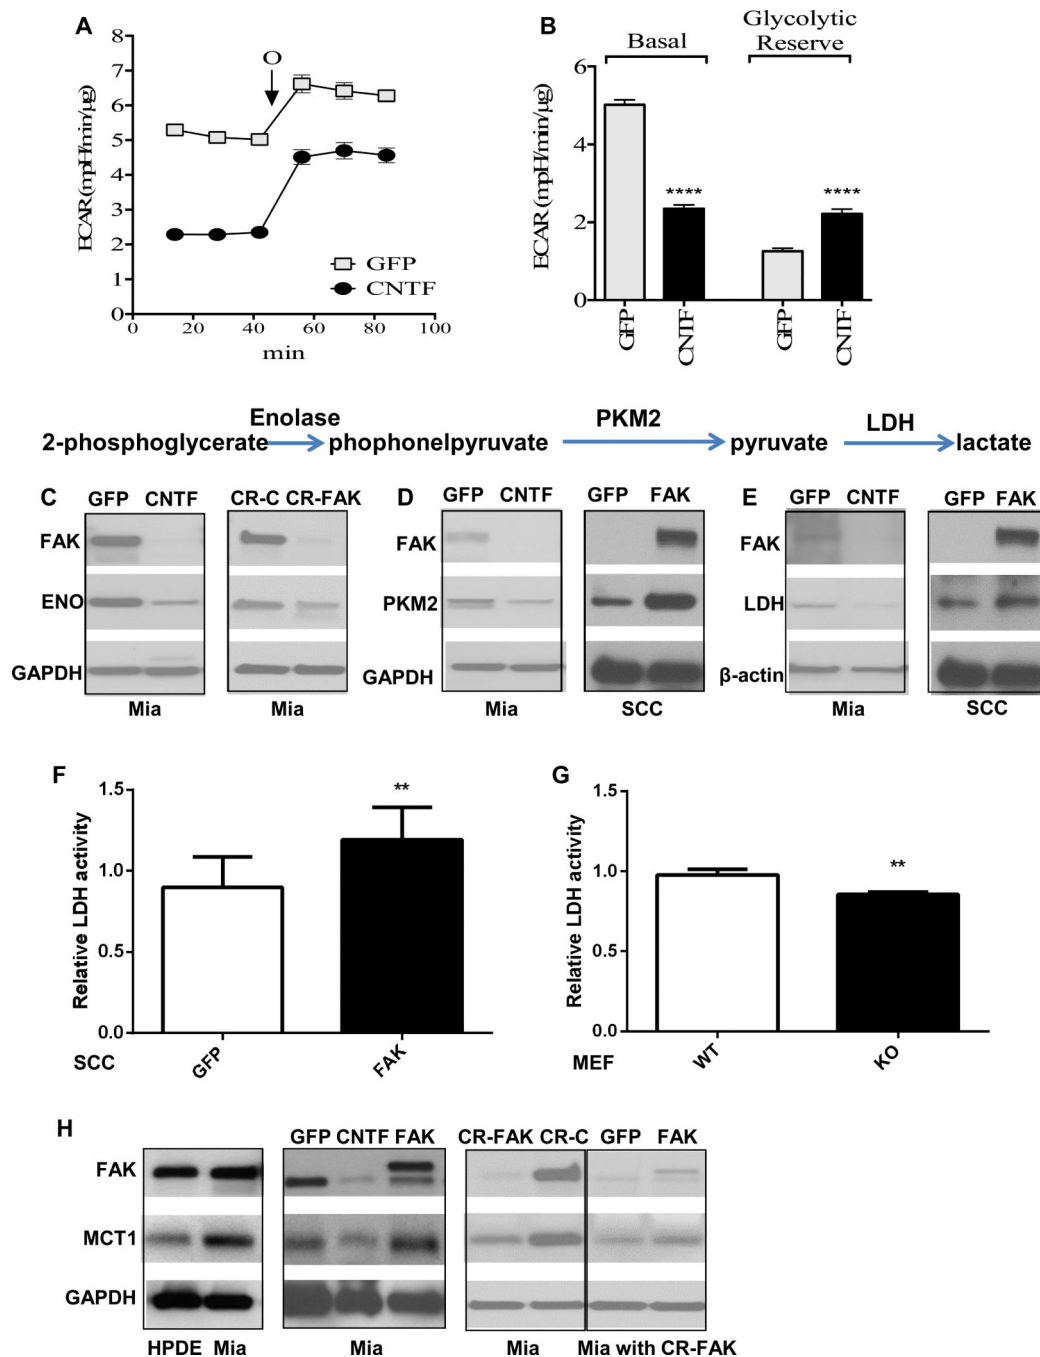 A
ECAR (mpH/min/µg)
8
7
6
5
4
3
2
1
0
O
GFP
CNTF
0 20 40 60 80 100
min
B
Basal
Glycolytic
Reserve
ECAR (mpH/min/µg)
6
4
2
0
**** ****
GFP CNTF GFP CNTF
Enolase PKM2 LDH
2-phosphoglycerate phophonelpyruvate pyruvate lactate
C
GFP CNTF CR-C CR-FAK
FAK
ENO
GAPDH
Mia Mia
D
GFP CNTF GFP FAK
FAK
PKM2
GAPDH
Mia SCC
E
GFP CNTF GFP FAK
FAK
LDH
β-actin
Mia SCC
F
Relative LDH activity
1.5
1.0
0.5
0.0
**
SCC GFP FAK
G
Relative LDH activity
1.5
1.0
0.5
0.0
**
MEF WT KO
H
GFP CNTF FAK CR-FAK CR-C GFP FAK
FAK
MCT1
GAPDH
HPDE Mia Mia Mia Mia with CR-FAK